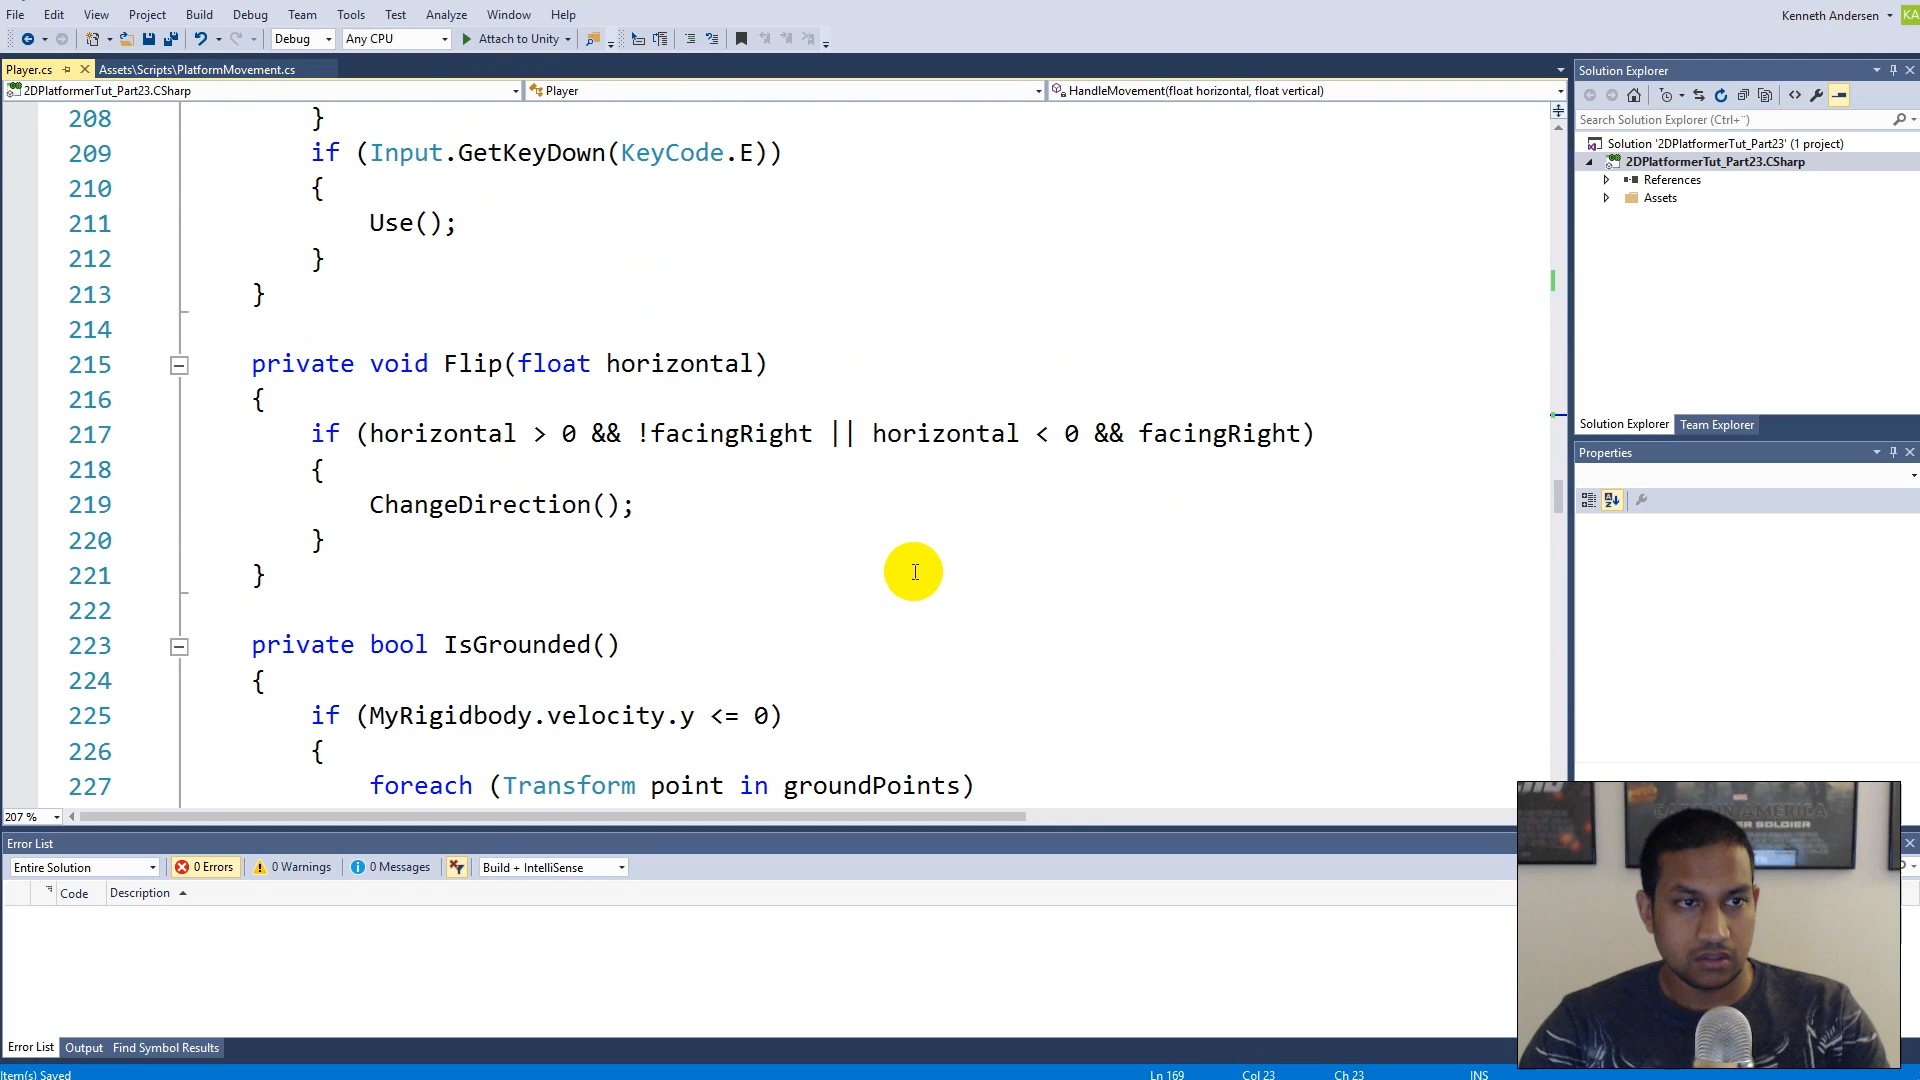 File Edit View Project Build Debug Team Tools Test Analyze Window Help
Kenneth Andersen KA
Debug Any CPU Attach to Unity
Player.cs Assets\Scripts\PlatformMovement.cs
2DPlatformerTut_Part23.CSharp Player HandleMovement(float horizontal, float vertical)
208 }
209 if (Input.GetKeyDown(KeyCode.E))
210 {
211 Use();
212 }
213 }
214
215 private void Flip(float horizontal)
216 {
217 if (horizontal > 0 && !facingRight || horizontal < 0 && facingRight)
218 {
219 ChangeDirection();
220 }
221 }
222
223 private bool IsGrounded()
224 {
225 if (MyRigidbody.velocity.y <= 0)
226 {
227 foreach (Transform point in groundPoints)
207 %
Solution Explorer
Search Solution Explorer (Ctrl+¨)
Solution '2DPlatformerTut_Part23' (1 project)
2DPlatformerTut_Part23.CSharp
References
Assets
Solution Explorer Team Explorer
Properties
Error List
Entire Solution 0 Errors 0 Warnings 0 Messages Build + IntelliSense
Code Description
Error List Output Find Symbol Results
Item(s) Saved Ln 169 Col 23 Ch 23 INS
MARVEL
CAPTAIN AMERICA
ER SOLDIER